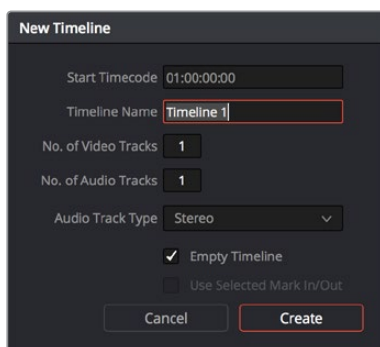 New Timeline
Start Timecode 01:00:00:00
Timeline Name Timeline 1
No. of Video Tracks 1
No. of Audio Tracks 1
Audio Track Type Stereo
Empty Timeline
Use Selected Mark In/Out
Cancel Create